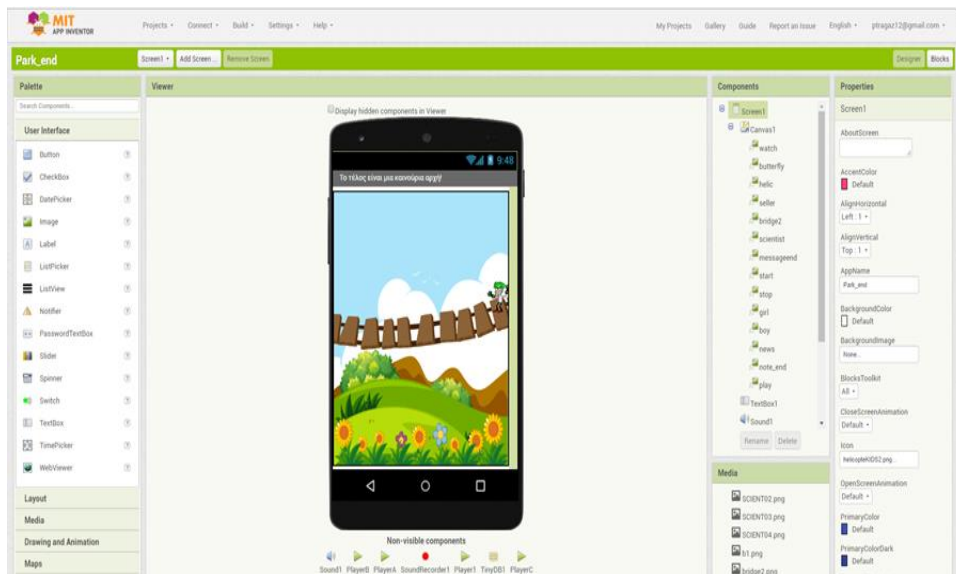 MIT
APP INVENTOR
Projects Connect Build Settings Help
My Projects Gallery Guide Report an Issue English ptragaz12@gmail.com
Park_end
Screen1 Add Screen ... Remove Screen
Designer Blocks
Palette
Search Components...
User Interface
Button
CheckBox
DatePicker
Image
Label
ListPicker
ListView
Notifier
PasswordTextBox
Slider
Spinner
Switch
TextBox
TimePicker
WebViewer
Layout
Media
Drawing and Animation
Maps
Viewer
Display hidden components in Viewer
9:48
Το τέλος είναι μια καινούρια αρχή!
Non-visible components
Sound1 PlayerB PlayerA SoundRecorder1 Player1 TinyDB1 PlayerC
Components
Screen1
Canvas1
watch
butterfly
helic
seller
bridge2
scientist
messageend
start
stop
girl
boy
news
note_end
play
TextBox1
Sound1
Rename Delete
Media
SCIENT02.png
SCIENT03.png
SCIENT04.png
b1.png
bridge2.png
Properties
Screen1
AboutScreen
AccentColor
Default
AlignHorizontal
Left : 1
AlignVertical
Top : 1
AppName
Park_end
BackgroundColor
Default
BackgroundImage
None...
BlocksToolkit
All
CloseScreenAnimation
Default
Icon
helicopteKIDS2.png...
OpenScreenAnimation
Default
PrimaryColor
Default
PrimaryColorDark
Default